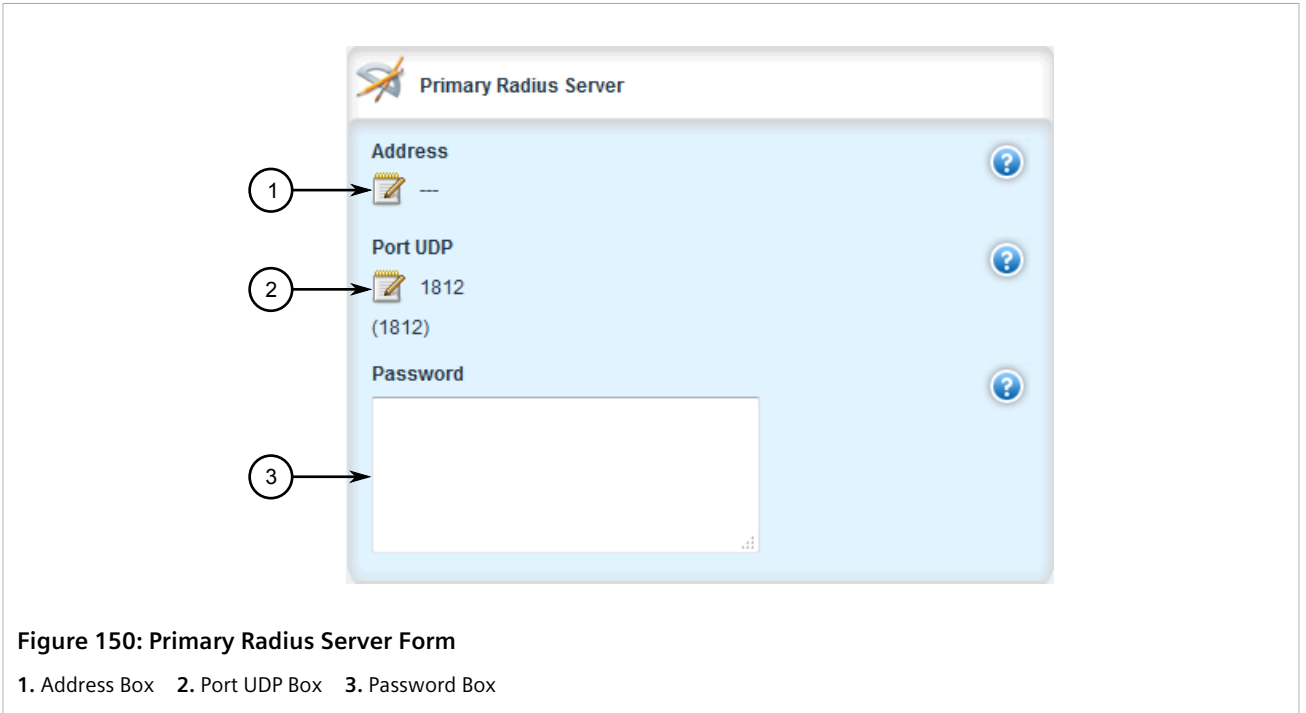 Primary Radius Server
Address
1
---
Port UDP
2
1812
(1812)
Password
3
Figure 150: Primary Radius Server Form
1. Address Box 2. Port UDP Box 3. Password Box